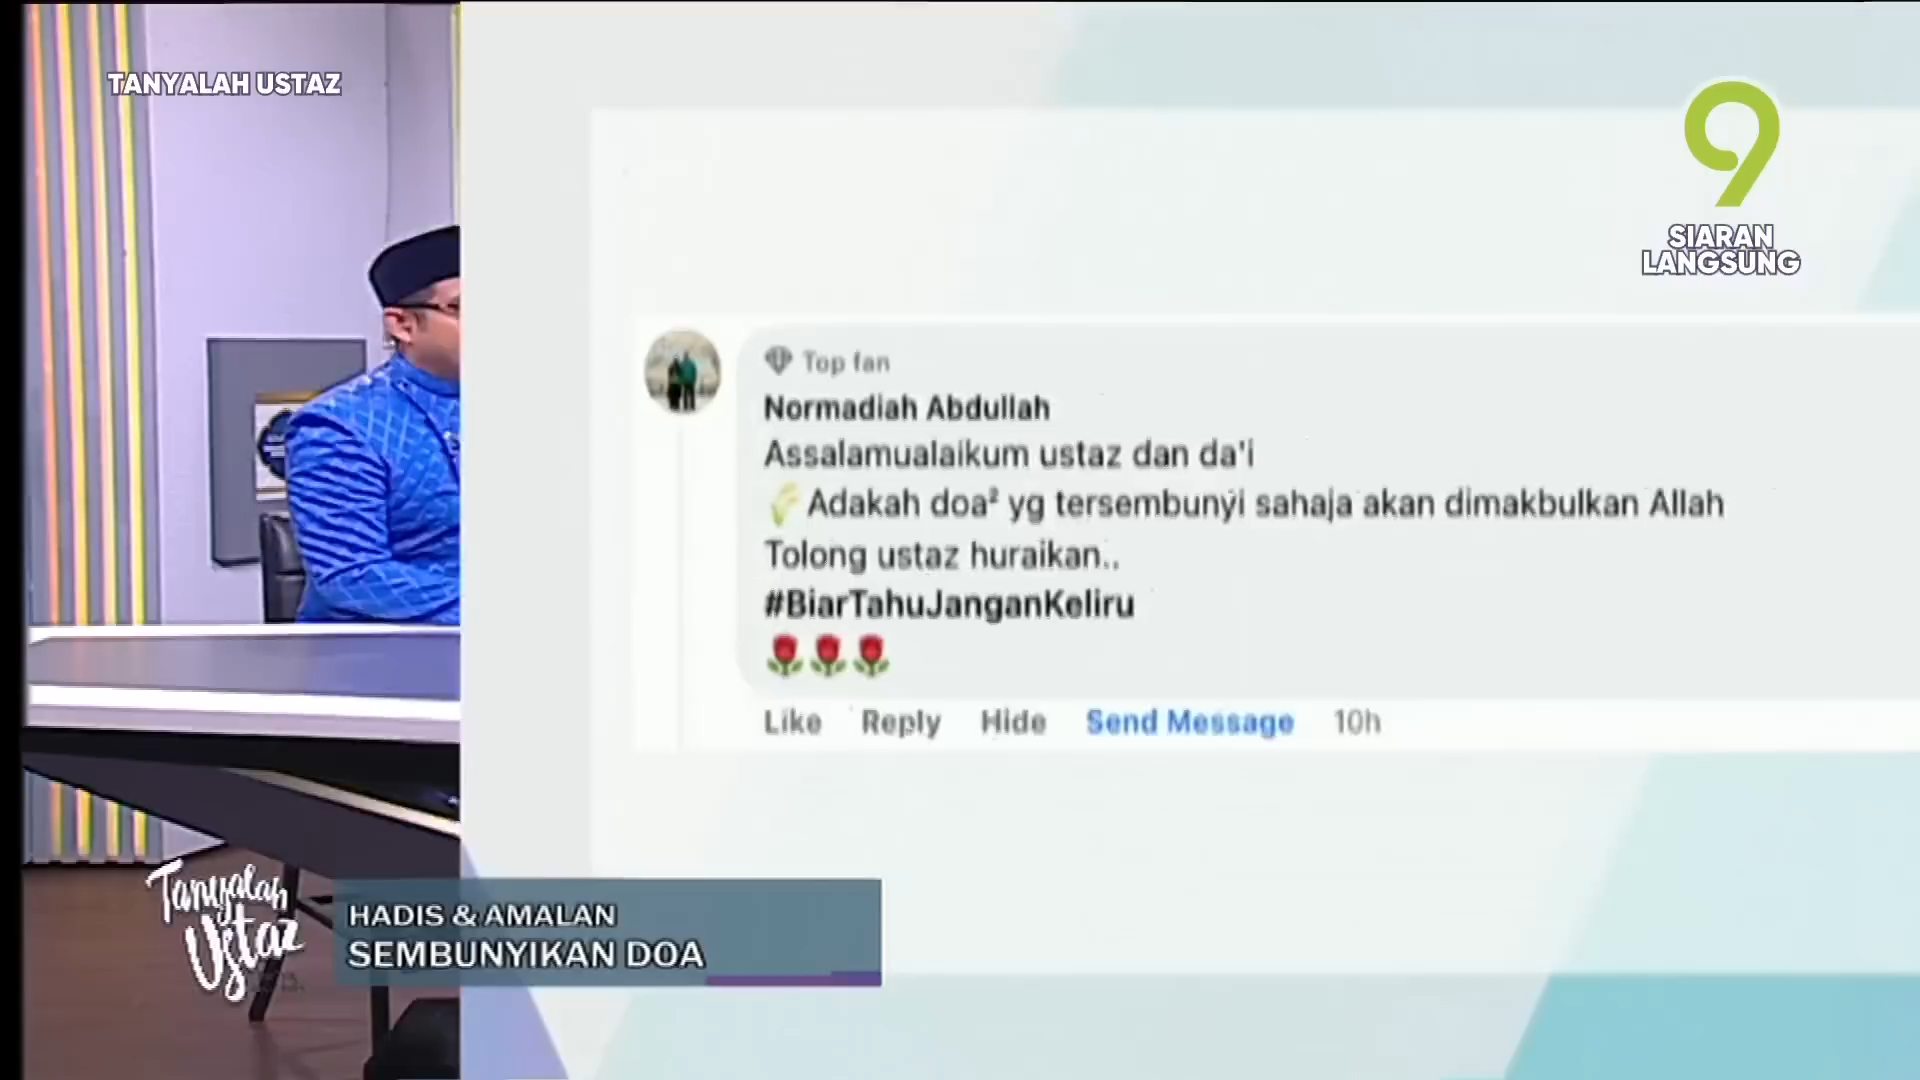 TANYALAH USTAZ
9
SIARAN
LANGSUNG
Top fan
Normadiah Abdullah
Assalamualaikum ustaz dan da'i
Adakah doa² yg tersembunyi sahaja akan dimakbulkan Allah
Tolong ustaz huraikan..
#BiarTahuJanganKeliru
Like Reply Hide Send Message 10h
Tanyalah
Ustaz
HADIS & AMALAN
SEMBUNYIKAN DOA